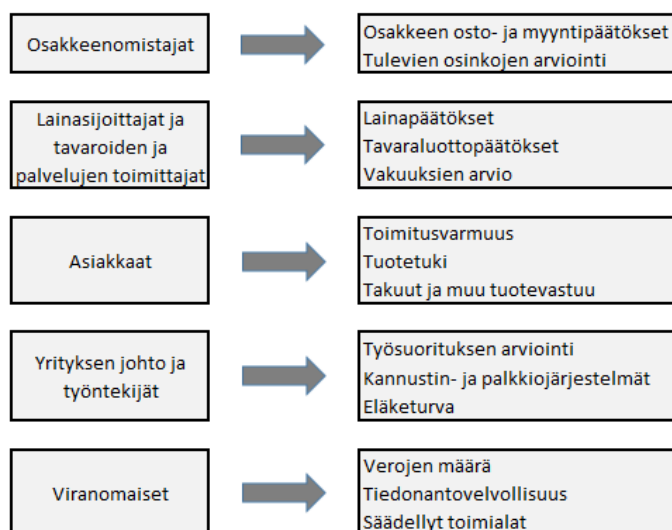 Osakkeenomistajat
Osakkeen osto- ja myyntipäätökset
Tulevien osinkojen arviointi
Lainasijoittajat ja
tavaroiden ja
palvelujen toimittajat
Lainapäätökset
Tavaraluottopäätökset
Vakuuksien arvio
Asiakkaat
Toimitusvarmuus
Tuotetuki
Takuut ja muu tuotevastuu
Yrityksen johto ja
työntekijät
Työsuorituksen arviointi
Kannustin- ja palkkiojärjestelmät
Eläketurva
Viranomaiset
Verojen määrä
Tiedonantovelvollisuus
Säädellyt toimialat